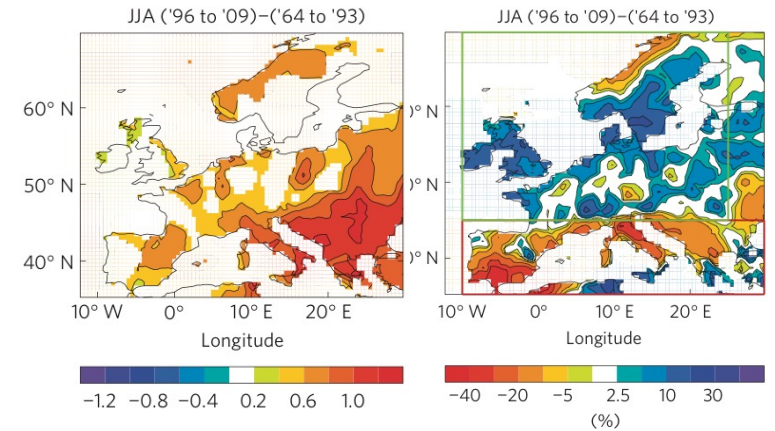 JJA ('96 to '09)–('64 to '93)
60° N
50° N
40° N
10° W 0° 10° E 20° E
Longitude
−1.2 −0.8 −0.4 0.2 0.6 1.0
JJA ('96 to '09)–('64 to '93)
)° N
)° N
)° N
10° W 0° 10° E 20° E
Longitude
−40 −20 −5 2.5 10 30
(%)